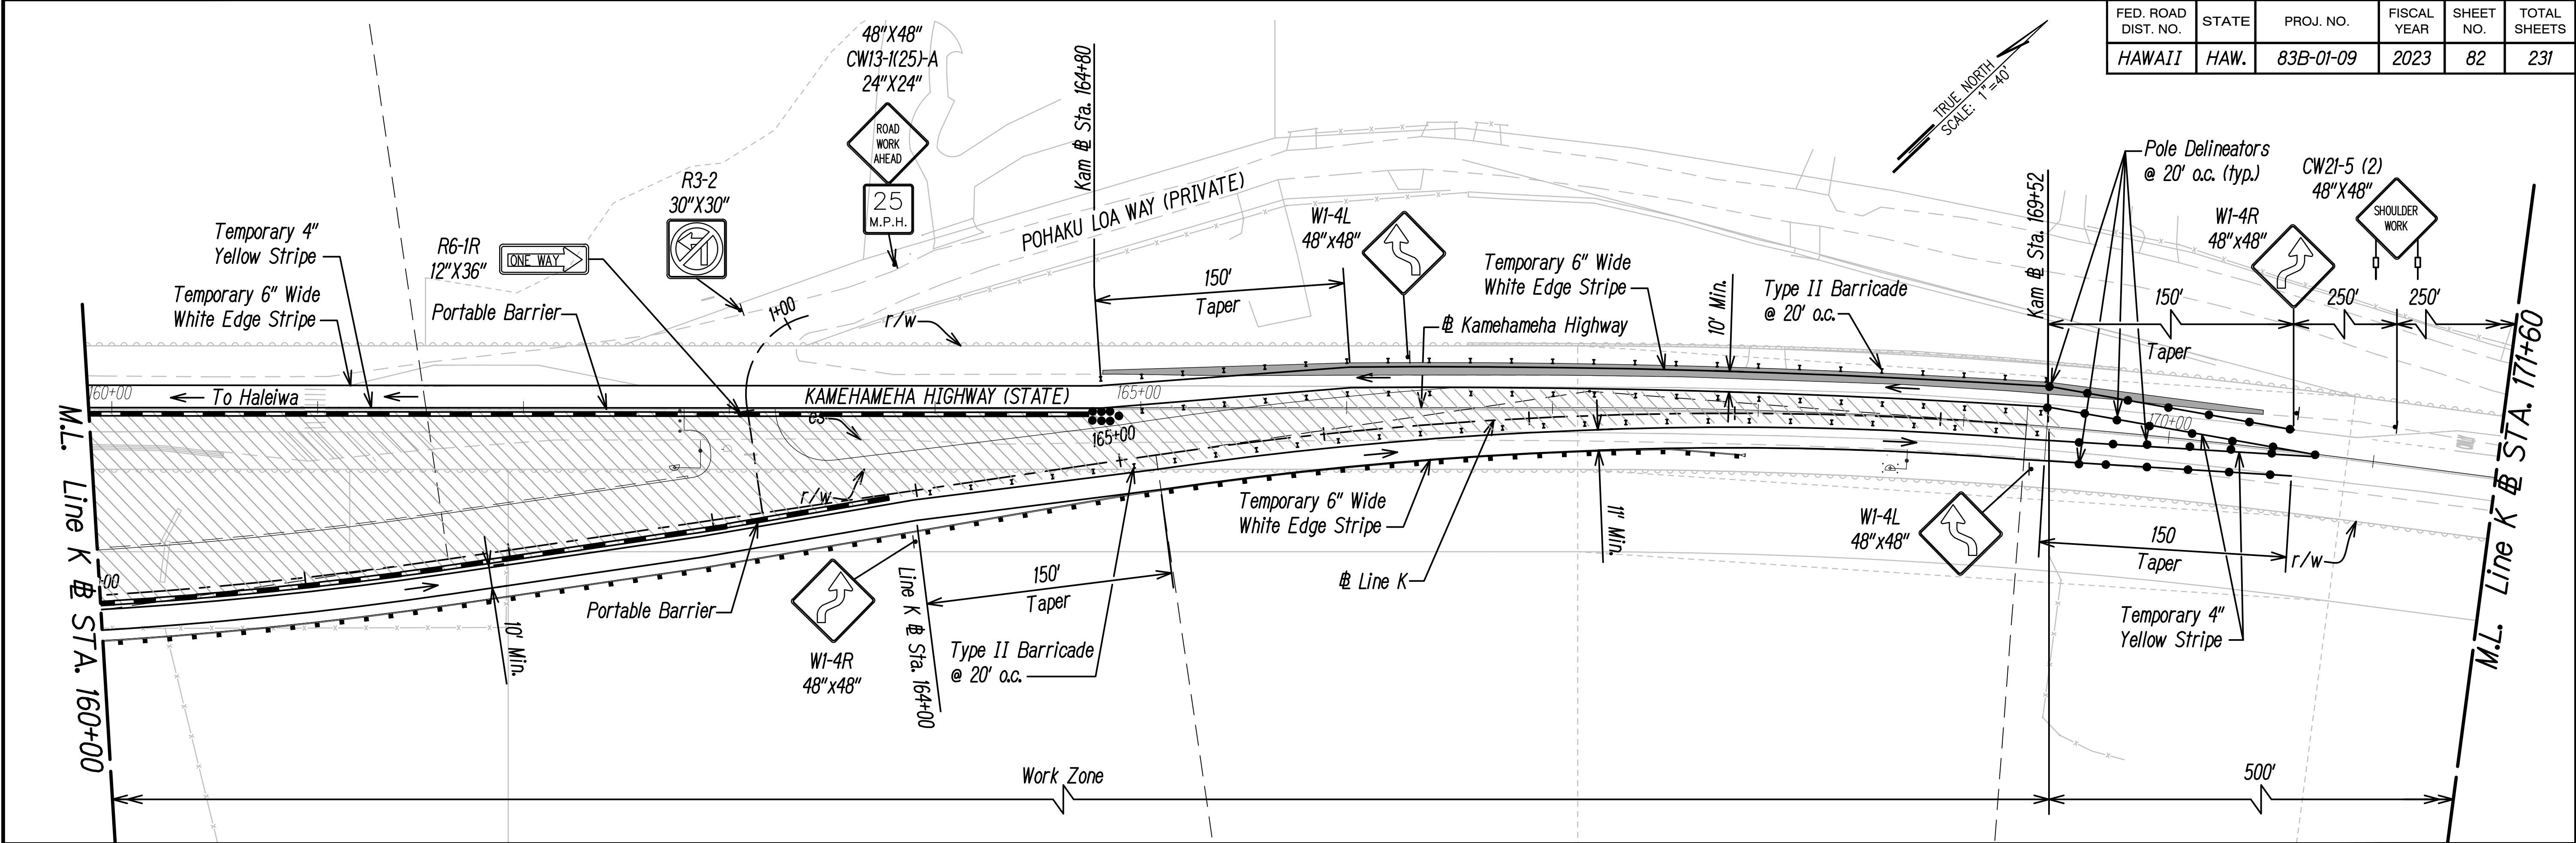 FED. ROAD DIST. NO.
STATE
PROJ. NO.
FISCAL YEAR
SHEET NO.
TOTAL SHEETS
HAWAII
HAW.
83B-01-09
2023
82
231
TRUE NORTH
SCALE: 1"=40'
48"X48"
CW13-1(25)-A
24"X24"
ROAD
WORK
AHEAD
25
M.P.H.
R3-2
30"X30"
R6-1R
12"X36"
ONE WAY
Temporary 4"
Yellow Stripe
Temporary 6" Wide
White Edge Stripe
Portable Barrier
Kam ⅊ Sta. 164+80
POHAKU LOA WAY (PRIVATE)
1+00
r/w
150'
Taper
W1-4L
48"x48"
Temporary 6" Wide
White Edge Stripe
℄ Kamehameha Highway
10' Min.
Type II Barricade
@ 20' o.c.
Kam ⅊ Sta. 169+52
Pole Delineators
@ 20' o.c. (typ.)
CW21-5 (2)
48"X48"
SHOULDER
WORK
W1-4R
48"x48"
150'
Taper
250'
250'
160+00
To Haleiwa
KAMEHAMEHA HIGHWAY (STATE)
165+00
es
165+00
170+00
r/w
+00
Portable Barrier
10' Min.
W1-4R
48"x48"
Line K ⅊ Sta. 164+00
150'
Taper
Type II Barricade
@ 20' o.c.
Temporary 6" Wide
White Edge Stripe
⅊ Line K
11' Min.
W1-4L
48"x48"
150
Taper
r/w
Temporary 4"
Yellow Stripe
M.L. Line K ⅊ STA. 160+00
M.L. Line K ⅊ STA. 171+60
Work Zone
500'